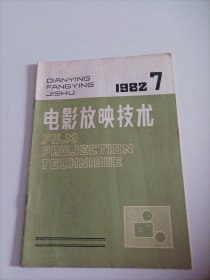 DIANYING
FANGYING
JISHU
1982 7
电影放映技术
FILM
PROJECTION
TECHNIQUE